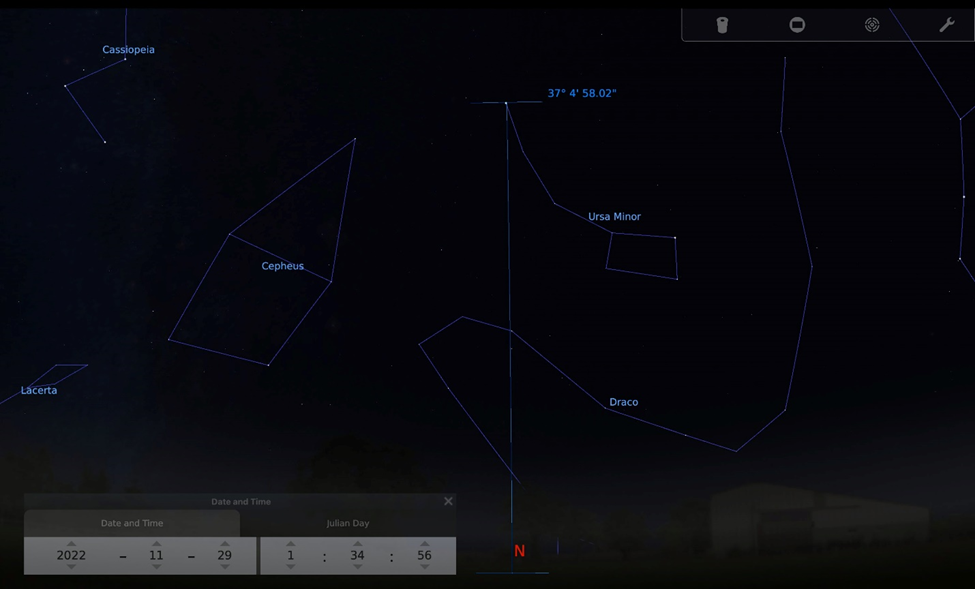 Cassiopeia
37° 4' 58.02"
Ursa Minor
Cepheus
Lacerta
Draco
Date and Time
Date and Time Julian Day
2022 – 11 – 29 1 : 34 : 56
N